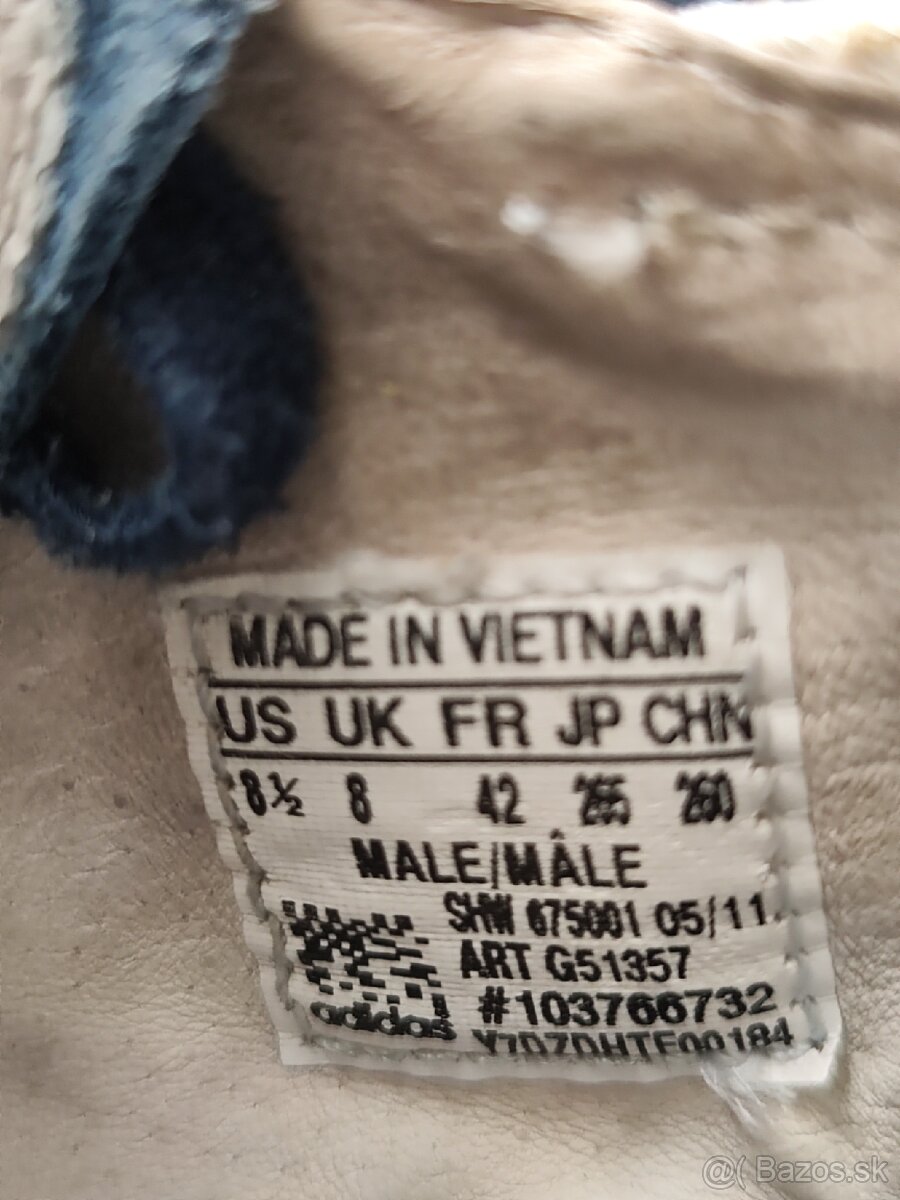 MADE IN VIETNAM
US UK FR JP CHN
8½ 8 42 265 260
MALE/MÂLE
SHW 675001 05/11
ART G51357
#103766732
adidas
@( Bazos.sk